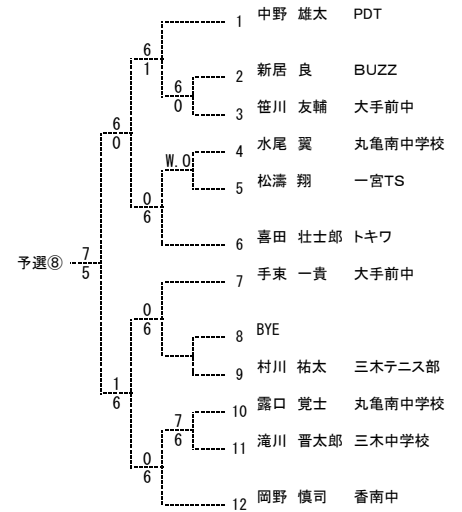 1 中野 雄太 PDT
6
1
2 新居 良 BUZZ
6
0
3 笹川 友輔 大手前中
6
0
4 水尾 翼 丸亀南中学校
W.O
5 松濤 翔 一宮TS
0
6
6 喜田 壮士郎 トキワ
予選⑧
7
5
7 手束 一貴 大手前中
0
6
8 BYE
9 村川 祐太 三木テニス部
1
6
10 露口 覚士 丸亀南中学校
7
6
11 滝川 晋太郎 三木中学校
0
6
12 岡野 慎司 香南中